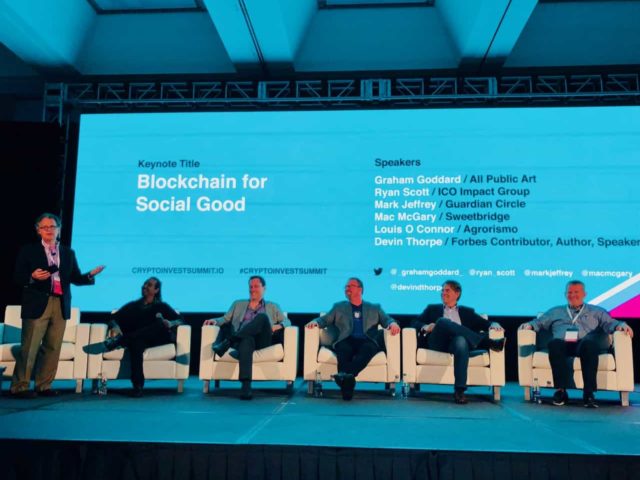 Keynote Title
Blockchain for
Social Good
Speakers
Graham Goddard / All Public Art
Ryan Scott / ICO Impact Group
Mark Jeffrey / Guardian Circle
Mac McGary / Sweetbridge
Louis O Connor / Agrorismo
Devin Thorpe / Forbes Contributor, Author, Speaker
CRYPTOINVESTSUMMIT.IO #CRYPTOINVESTSUMMIT
@_grahamgoddard_ @ryan_scott @markjeffrey @macmcgary
@devindthorpe